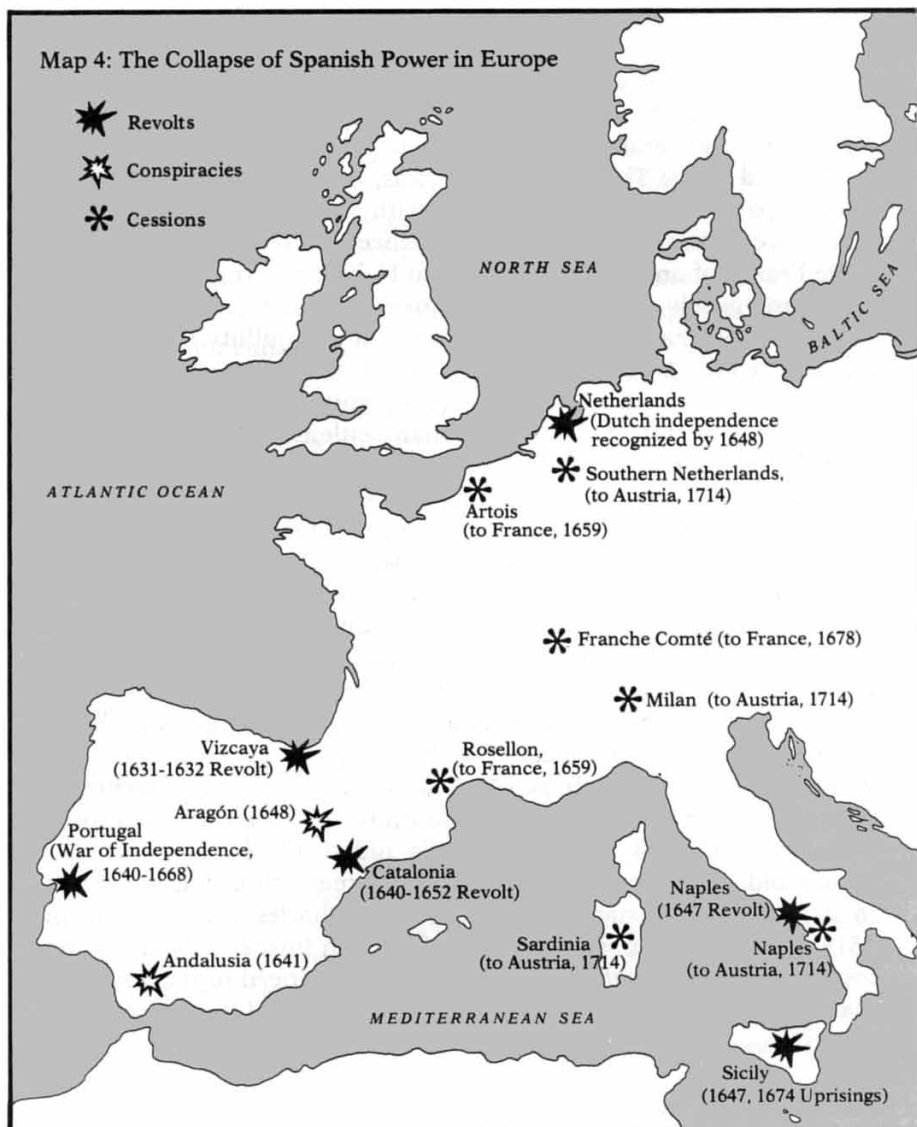 Map 4: The Collapse of Spanish Power in Europe
Revolts
Conspiracies
Cessions
NORTH SEA
BALTIC SEA
Netherlands
(Dutch independence
recognized by 1648)
Southern Netherlands,
(to Austria, 1714)
ATLANTIC OCEAN
Artois
(to France, 1659)
Franche Comté (to France, 1678)
Milan (to Austria, 1714)
Vizcaya
(1631-1632 Revolt)
Rosellon,
(to France, 1659)
Aragón (1648)
Portugal
(War of Independence,
1640-1668)
Catalonia
(1640-1652 Revolt)
Naples
(1647 Revolt)
Naples
(to Austria, 1714)
Sardinia
(to Austria, 1714)
Andalusia (1641)
MEDITERRANEAN SEA
Sicily
(1647, 1674 Uprisings)